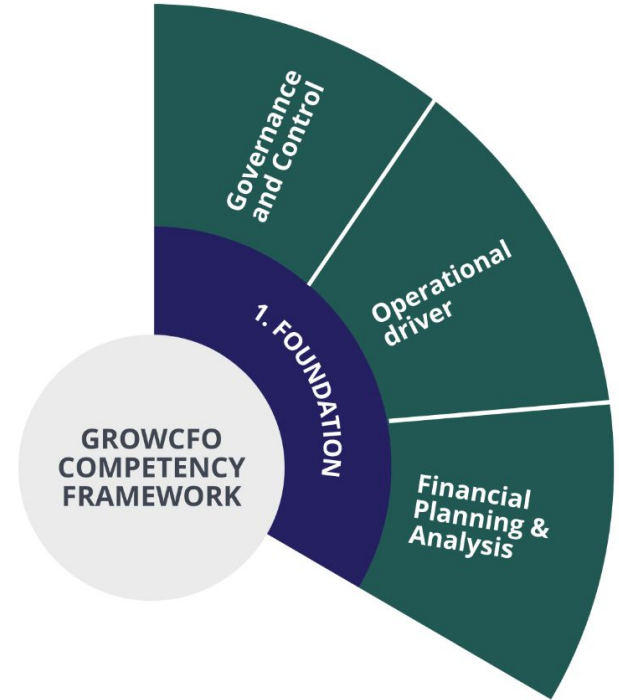 GROWCFO
COMPETENCY
FRAMEWORK
1. FOUNDATION
Governance
and Control
Operational
driver
Financial
Planning &
Analysis